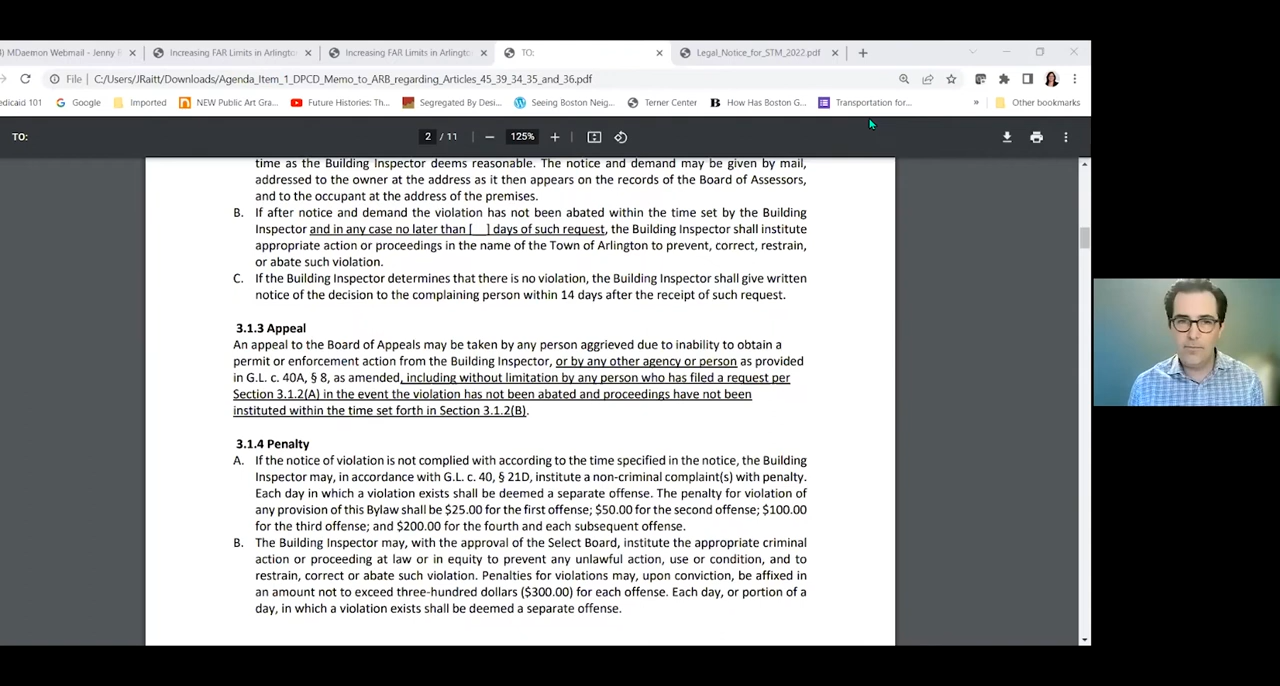 MDaemon Webmail - Jenny
Increasing FAR Limits in Arlingto
Increasing FAR Limits in Arlingto
TO:
Legal_Notice_for_STM_2022.pdf
File
C:/Users/JRaitt/Downloads/Agenda_Item_1_DPCD_Memo_to_ARB_regarding_Articles_45_39_34_35_and_36.pdf
edicaid 101
Google
Imported
NEW Public Art Gra...
Future Histories: Th...
Segregated By Desi...
Seeing Boston Neig...
Terner Center
How Has Boston G...
Transportation for...
»
Other bookmarks
TO:
2 / 11
125%
time as the Building Inspector deems reasonable. The notice and demand may be given by mail,
addressed to the owner at the address as it then appears on the records of the Board of Assessors,
and to the occupant at the address of the premises.
B. If after notice and demand the violation has not been abated within the time set by the Building
Inspector and in any case no later than [__] days of such request, the Building Inspector shall institute
appropriate action or proceedings in the name of the Town of Arlington to prevent, correct, restrain,
or abate such violation.
C. If the Building Inspector determines that there is no violation, the Building Inspector shall give written
notice of the decision to the complaining person within 14 days after the receipt of such request.
3.1.3 Appeal
An appeal to the Board of Appeals may be taken by any person aggrieved due to inability to obtain a
permit or enforcement action from the Building Inspector, or by any other agency or person as provided
in G.L. c. 40A, § 8, as amended, including without limitation by any person who has filed a request per
Section 3.1.2(A) in the event the violation has not been abated and proceedings have not been
instituted within the time set forth in Section 3.1.2(B).
3.1.4 Penalty
A. If the notice of violation is not complied with according to the time specified in the notice, the Building
Inspector may, in accordance with G.L. c. 40, § 21D, institute a non-criminal complaint(s) with penalty.
Each day in which a violation exists shall be deemed a separate offense. The penalty for violation of
any provision of this Bylaw shall be $25.00 for the first offense; $50.00 for the second offense; $100.00
for the third offense; and $200.00 for the fourth and each subsequent offense.
B. The Building Inspector may, with the approval of the Select Board, institute the appropriate criminal
action or proceeding at law or in equity to prevent any unlawful action, use or condition, and to
restrain, correct or abate such violation. Penalties for violations may, upon conviction, be affixed in
an amount not to exceed three-hundred dollars ($300.00) for each offense. Each day, or portion of a
day, in which a violation exists shall be deemed a separate offense.